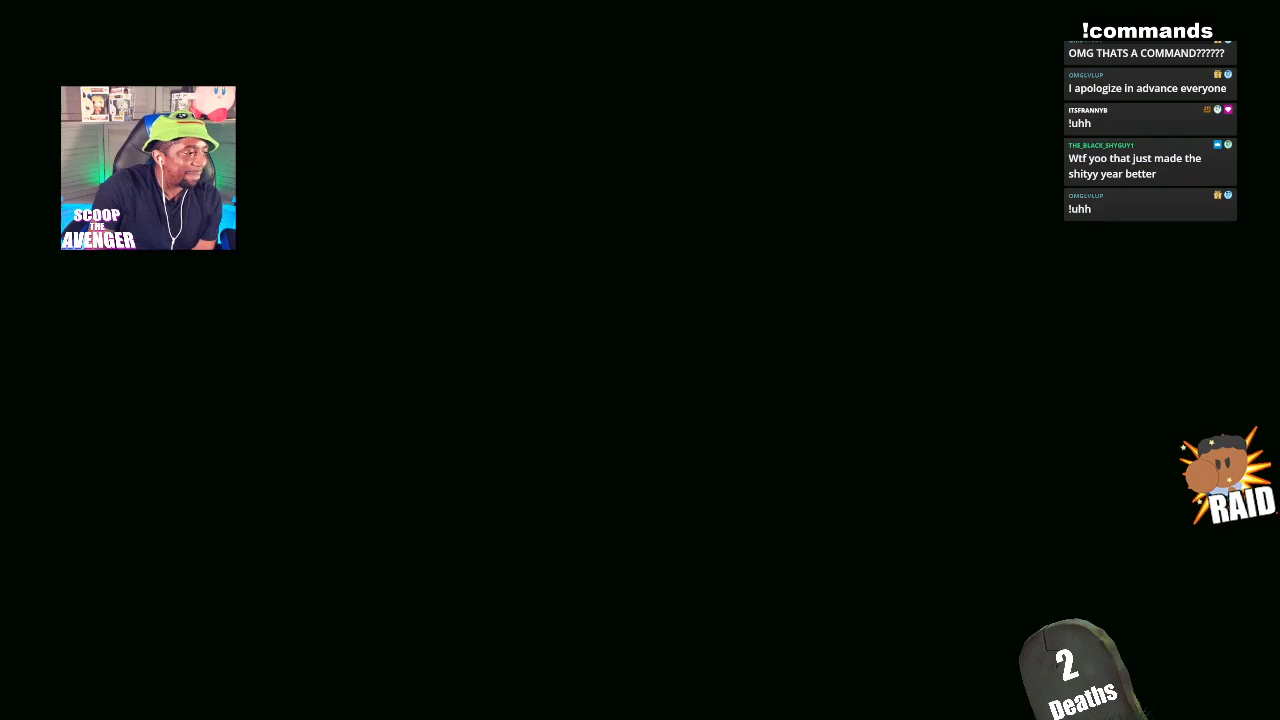 !commands
OMG THATS A COMMAND??????
OMGLVLUP
I apologize in advance everyone
ITSFRANNYB
!uhh
THE_BLACK_SHYGUY1
Wtf yoo that just made the
shityy year better
OMGLVLUP
!uhh
SCOOP
THE
AVENGER
RAID
2
Deaths